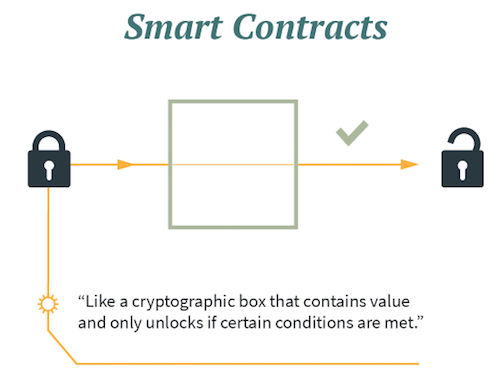 Smart Contracts
“Like a cryptographic box that contains value
and only unlocks if certain conditions are met.”